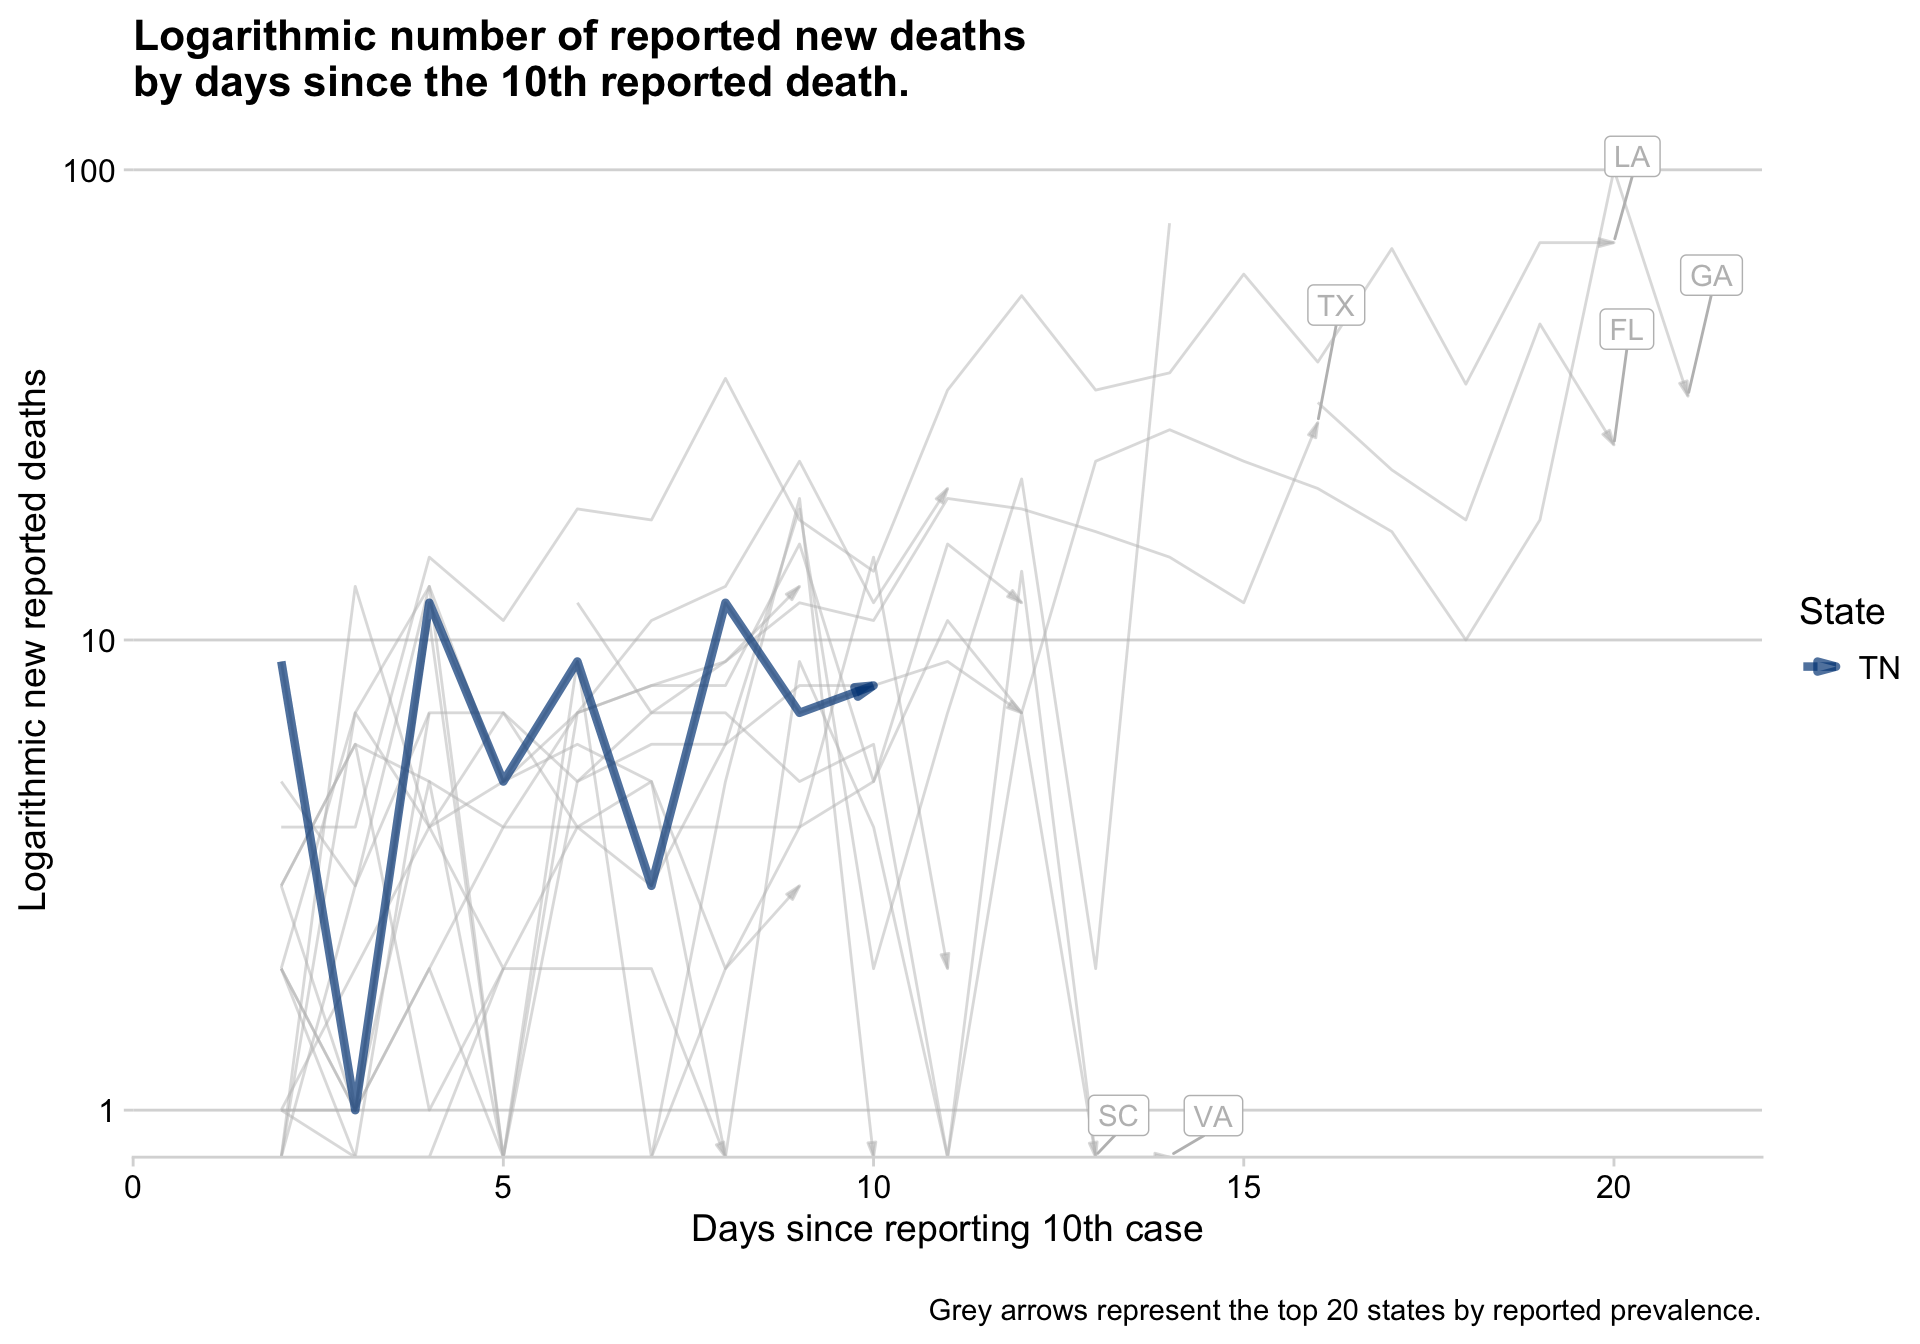 Logarithmic number of reported new deaths
by days since the 10th reported death.
Logarithmic new reported deaths
100
10
1
LA
GA
TX
FL
SC
VA
State
TN
0
5
10
15
20
Days since reporting 10th case
Grey arrows represent the top 20 states by reported prevalence.